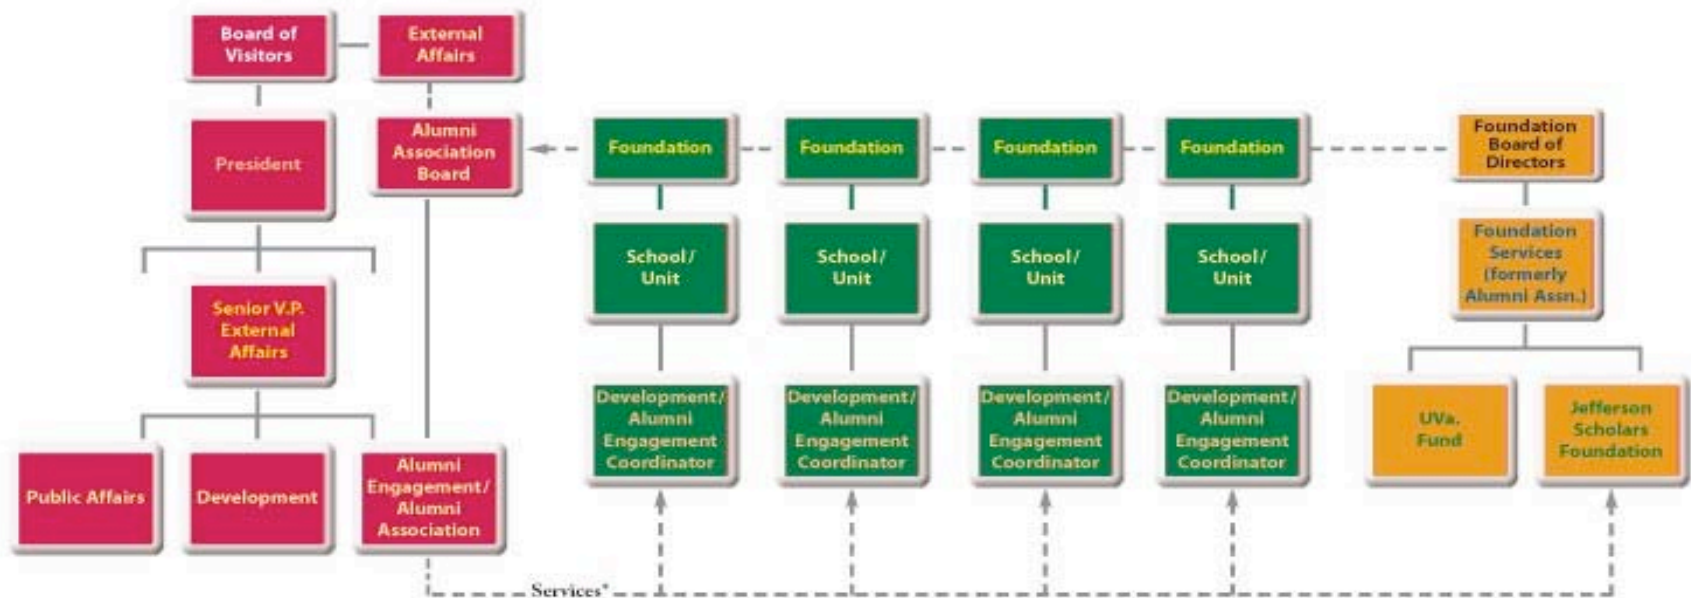 Board of
Visitors
External
Affairs
President
Alumni
Association
Board
Foundation
Foundation
Foundation
Foundation
Foundation
Board of
Directors
School/
Unit
School/
Unit
School/
Unit
School/
Unit
Foundation
Services
(formerly
Alumni Assn.)
Senior V.P.
External
Affairs
Development/
Alumni
Engagement
Coordinator
Development/
Alumni
Engagement
Coordinator
Development/
Alumni
Engagement
Coordinator
Development/
Alumni
Engagement
Coordinator
UVa.
Fund
Jefferson
Scholars
Foundation
Public Affairs
Development
Alumni
Engagement/
Alumni
Association
Services*